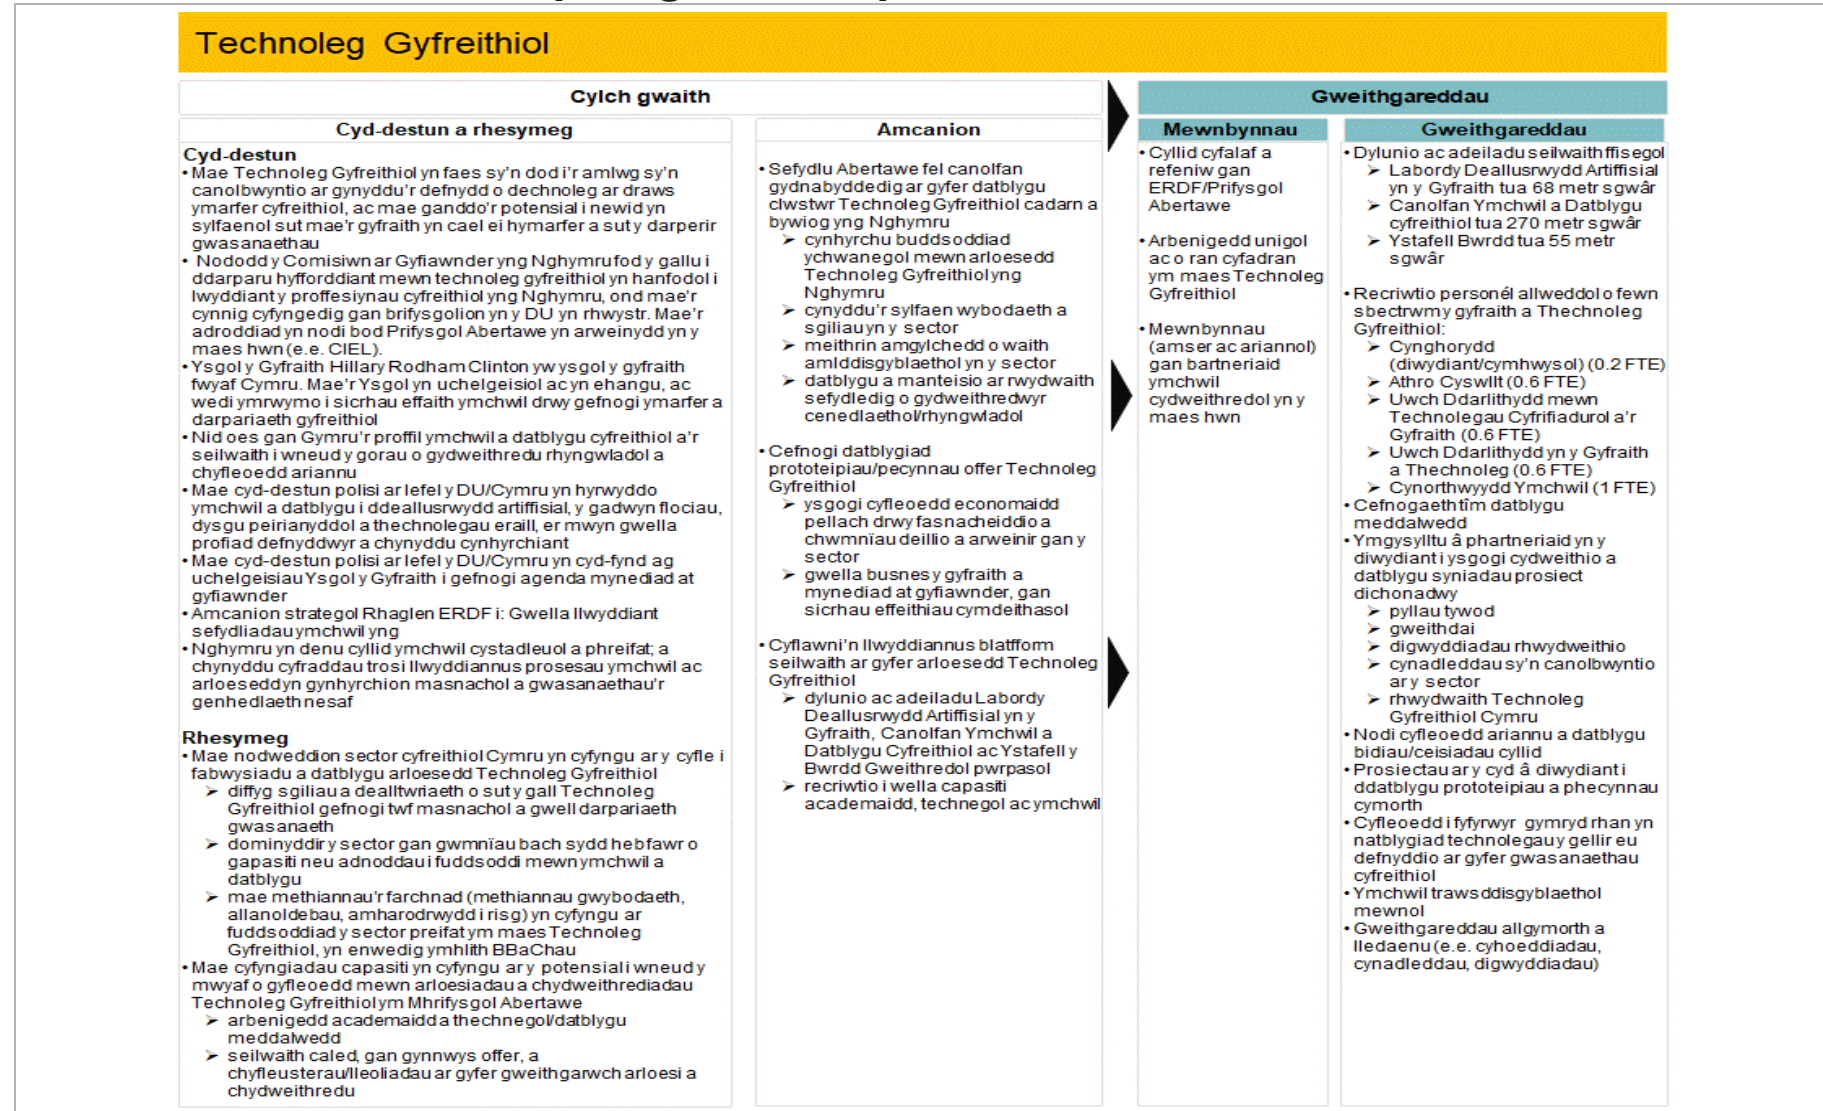 Technoleg Gyfreithiol
Cylch gwaith
Gweithgareddau
Cyd-destun a rhesymeg
Cyd-destun
• Mae Technoleg Gyfreithiol yn faes sy'n dod i'r amlwg sy'n
canolbwyntio ar gynyddu'r defnydd o dechnoleg ar draws
ymarfer cyfreithiol, ac mae ganddo'r potensial i newid yn
sylfaenol sut mae'r gyfraith yn cael ei hymarfer a sut y darperir
gwasanaethau
• Nododd y Comisiwn ar Gyfiawnder yng Nghymru fod y gallu i
ddarparu hyfforddiant mewn technoleg gyfreithiol yn hanfodol i
lwyddiant y proffesiynau cyfreithiol yng Nghymru, ond mae'r
cynnig cyfyngedig gan brifysgolion yn y DU yn rhwystr. Mae'r
adroddiad yn nodi bod Prifysgol Abertawe yn arweinydd yn y
maes hwn (e.e. CIEL).
• Ysgol y Gyfraith Hillary Rodham Clinton yw ysgol y gyfraith
fwyaf Cymru. Mae'r Ysgol yn uchelgeisiol ac yn ehangu, ac
wedi ymrwymo i sicrhau effaith ymchwil drwy gefnogi ymarfer a
darpariaeth gyfreithiol
• Nid oes gan Gymru'r proffil ymchwil a datblygu cyfreithiol a'r
seilwaith i wneud y gorau o gydweithredu rhyngwladol a
chyfleoedd ariannu
• Mae cyd-destun polisi ar lefel y DU/Cymru yn hyrwyddo
ymchwil a datblygu i ddeallusrwydd artiffisial, y gadwyn flociau,
dysgu peirianyddol a thechnolegau eraill, er mwyn gwella
profiad defnyddwyr a chynyddu cynhyrchiant
• Mae cyd-destun polisi ar lefel y DU/Cymru yn cyd-fynd ag
uchelgeisiau Ysgol y Gyfraith i gefnogi agenda mynediad at
gyfiawnder
• Amcanion strategol Rhaglen ERDF i: Gwella llwyddiant
sefydliadau ymchwil yng
• Nghymru yn denu cyllid ymchwil cystadleuol a phreifat; a
chynyddu cyfraddau trosi llwyddiannus prosesau ymchwil ac
arloesedd yn gynhyrchion masnachol a gwasanaethau'r
genhedlaeth nesaf
Rhesymeg
• Mae nodweddion sector cyfreithiol Cymru yn cyfyngu ar y cyfle i
fabwysiadu a datblygu arloesedd Technoleg Gyfreithiol
➢ diffyg sgiliau a dealltwriaeth o sut y gall Technoleg
Gyfreithiol gefnogi twf masnachol a gwell darpariaeth
gwasanaeth
➢ dominyddir y sector gan gwmnïau bach sydd heb fawr o
gapasiti neu adnoddau i fuddsoddi mewn ymchwil a
datblygu
➢ mae methiannau'r farchnad (methiannau gwybodaeth,
allanoldebau, amharodrwydd i risg) yn cyfyngu ar
fuddsoddiad y sector preifat ym maes Technoleg
Gyfreithiol, yn enwedig ymhlith BBaChau
• Mae cyfyngiadau capasiti yn cyfyngu ar y potensial i wneud y
mwyaf o gyfleoedd mewn arloesiadau a chydweithrediadau
Technoleg Gyfreithiol ym Mhrifysgol Abertawe
➢ arbenigedd academaidd a thechnegol/datblygu
meddalwedd
➢ seilwaith caled, gan gynnwys offer, a
chyfleusterau/lleoliadau ar gyfer gweithgarwch arloesi a
chydweithredu
Amcanion
• Sefydlu Abertawe fel canolfan
gydnabyddedig ar gyfer datblygu
clwstwr Technoleg Gyfreithiol cadarn a
bywiog yng Nghymru
➢ cynhyrchu buddsoddiad
ychwanegol mewn arloesedd
Technoleg Gyfreithiol yng
Nghymru
➢ cynyddu'r sylfaen wybodaeth a
sgiliau yn y sector
➢ meithrin amgylchedd o waith
amlddisgyblaethol yn y sector
➢ datblygu a manteisio ar rwydwaith
sefydledig o gydweithredwyr
cenedlaethol/rhyngwladol
• Cefnogi datblygiad
prototeipiau/pecynnau offer Technoleg
Gyfreithiol
➢ ysgogi cyfleoedd economaidd
pellach drwy fasnacheiddio a
chwmnïau deillio a arweinir gan y
sector
➢ gwella busnes y gyfraith a
mynediad at gyfiawnder, gan
sicrhau effeithiau cymdeithasol
• Cyflawni'n llwyddiannus blatfform
seilwaith ar gyfer arloesedd Technoleg
Gyfreithiol
➢ dylunio ac adeiladu Labordy
Deallusrwydd Artiffisial yn y
Gyfraith, Canolfan Ymchwil a
Datblygu Cyfreithiol ac Ystafell y
Bwrdd Gweithredol pwrpasol
➢ recriwtio i wella capasiti
academaidd, technegol ac ymchwil
Mewnbynnau
• Cyllid cyfalaf a
refeniw gan
ERDF/Prifysgol
Abertawe
• Arbenigedd unigol
ac o ran cyfadran
ym maes Technoleg
Gyfreithiol
• Mewnbynnau
(amser ac ariannol)
gan bartneriaid
ymchwil
cydweithredol yn y
maes hwn
Gweithgareddau
• Dylunio ac adeiladu seilwaith ffisegol
➢ Labordy Deallusrwydd Artiffisial
yn y Gyfraith tua 68 metr sgwâr
➢ Canolfan Ymchwil a Datblygu
cyfreithiol tua 270 metr sgwâr
➢ Ystafell Bwrdd tua 55 metr
sgwâr
• Recriwtio personél allweddol o fewn
sbectrwm y gyfraith a Thechnoleg
Gyfreithiol:
➢ Cynghorydd
(diwydiant/cymhwysol) (0.2 FTE)
➢ Athro Cyswllt (0.6 FTE)
➢ Uwch Ddarlithydd mewn
Technolegau Cyfrifiadurol a'r
Gyfraith (0.6 FTE)
➢ Uwch Ddarlithydd yn y Gyfraith
a Thechnoleg (0.6 FTE)
➢ Cynorthwyydd Ymchwil (1 FTE)
• Cefnogaeth tîm datblygu
meddalwedd
• Ymgysylltu â phartneriaid yn y
diwydiant i ysgogi cydweithio a
datblygu syniadau prosiect
dichonadwy
➢ pyllau tywod
➢ gweithdai
➢ digwyddiadau rhwydweithio
➢ cynadleddau sy'n canolbwyntio
ar y sector
➢ rhwydwaith Technoleg
Gyfreithiol Cymru
• Nodi cyfleoedd ariannu a datblygu
bidiau/ceisiadau cyllid
• Prosiectau ar y cyd â diwydiant i
ddatblygu prototeipiau a phecynnau
cymorth
• Cyfleoedd i fyfyrwyr gymryd rhan yn
natblygiad technolegau y gellir eu
defnyddio ar gyfer gwasanaethau
cyfreithiol
• Ymchwil trawsddisgyblaethol
mewnol
• Gweithgareddau allgymorth a
lledaenu (e.e. cyhoeddiadau,
cynadleddau, digwyddiadau)